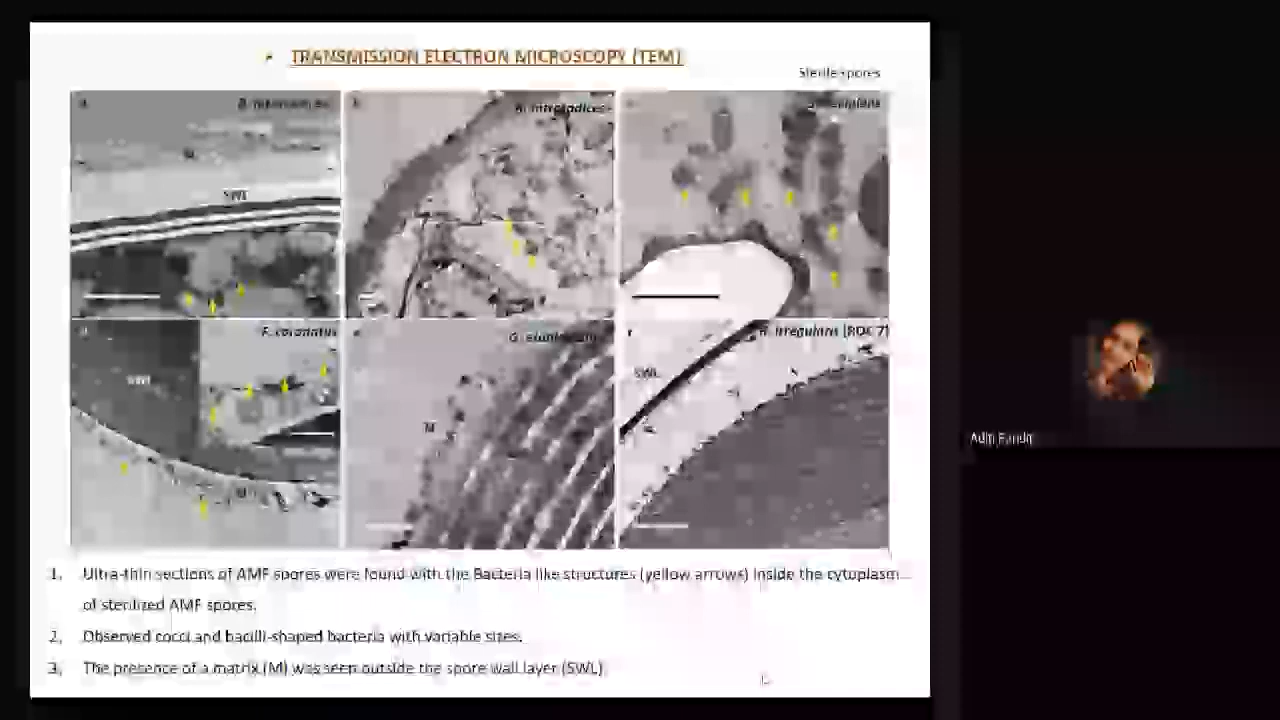 • TRANSMISSION ELECTRON MICROSCOPY (TEM)
Sterile spores
a
b R. intraradices
SWL
d F. coronatus
e
f R. irregularis (ROC 7)
SWL
SWL
M
M
1. Ultra-thin sections of AMF spores were found with the Bacteria like structures (yellow arrows) inside the cytoplasm
of sterilized AMF spores.
2. Observed cocci and bacilli-shaped bacteria with variable sizes.
3. The presence of a matrix (M) was seen outside the spore wall layer (SWL)